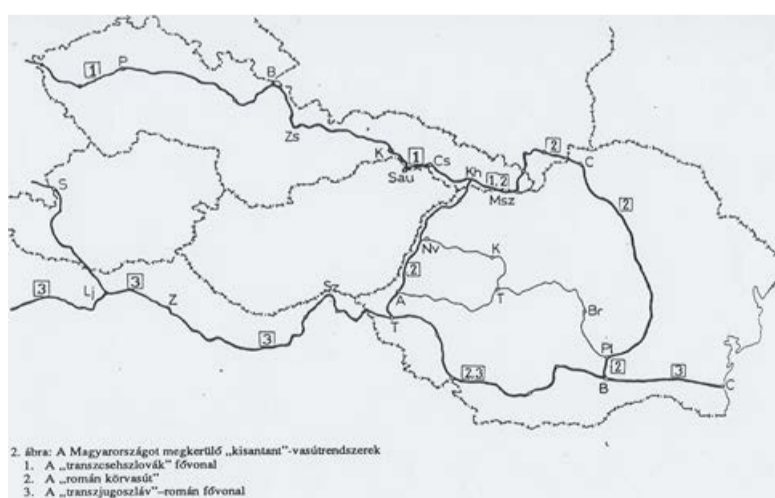 1
P
B
Zs
K
1
Cs
Sau
Kh
1,2
Msz
2
C
2
S
Nv
K
2
3
Lj
3
Z
Sz
A
T
T
Br
3
Pl
2
2,3
B
3
C
2. ábra: A Magyarországot megkerülő „kisantant"-vasútrendszerek
1. A „transzcsehszlovák" fővonal
2. A „román körvasút"
3. A „transzjugoszláv"–román fővonal